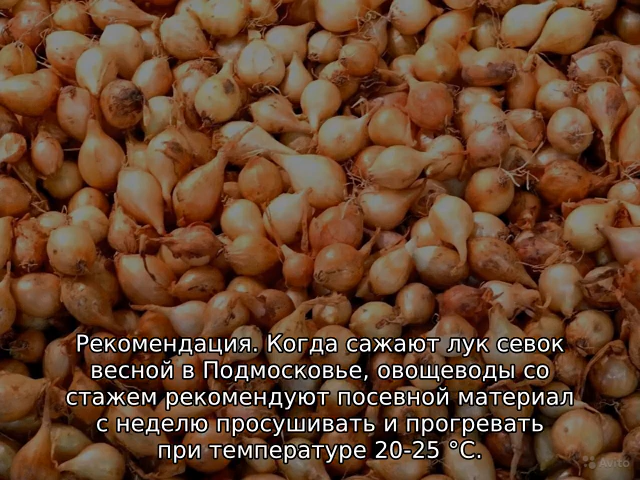 Рекомендация. Когда сажают лук севок
весной в Подмосковье, овощеводы со
стажем рекомендуют посевной материал
с неделю просушивать и прогревать
при температуре 20-25 °C.
Avito